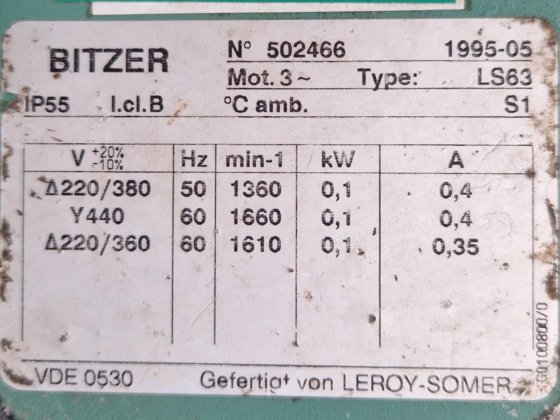 BITZER
N° 502466 1995-05
Mot. 3~ Type: LS63
IP55 I.cl.B °C amb. S1
V +20% -10% Hz min-1 kW A
Δ220/380 50 1360 0,1 0,4
Y440 60 1660 0,1 0,4
Δ220/360 60 1610 0,1 0,35
VDE 0530 Gefertigt von LEROY-SOMER